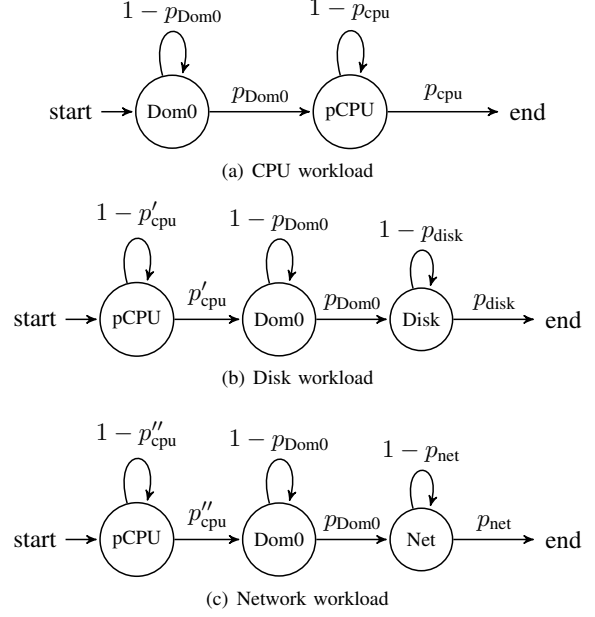 1 − p_Dom0 1 − p_cpu
start Dom0 p_Dom0 pCPU p_cpu end
(a) CPU workload
1 − p′_cpu 1 − p_Dom0 1 − p_disk
start pCPU p′_cpu Dom0 p_Dom0 Disk p_disk end
(b) Disk workload
1 − p″_cpu 1 − p_Dom0 1 − p_net
start pCPU p″_cpu Dom0 p_Dom0 Net p_net end
(c) Network workload